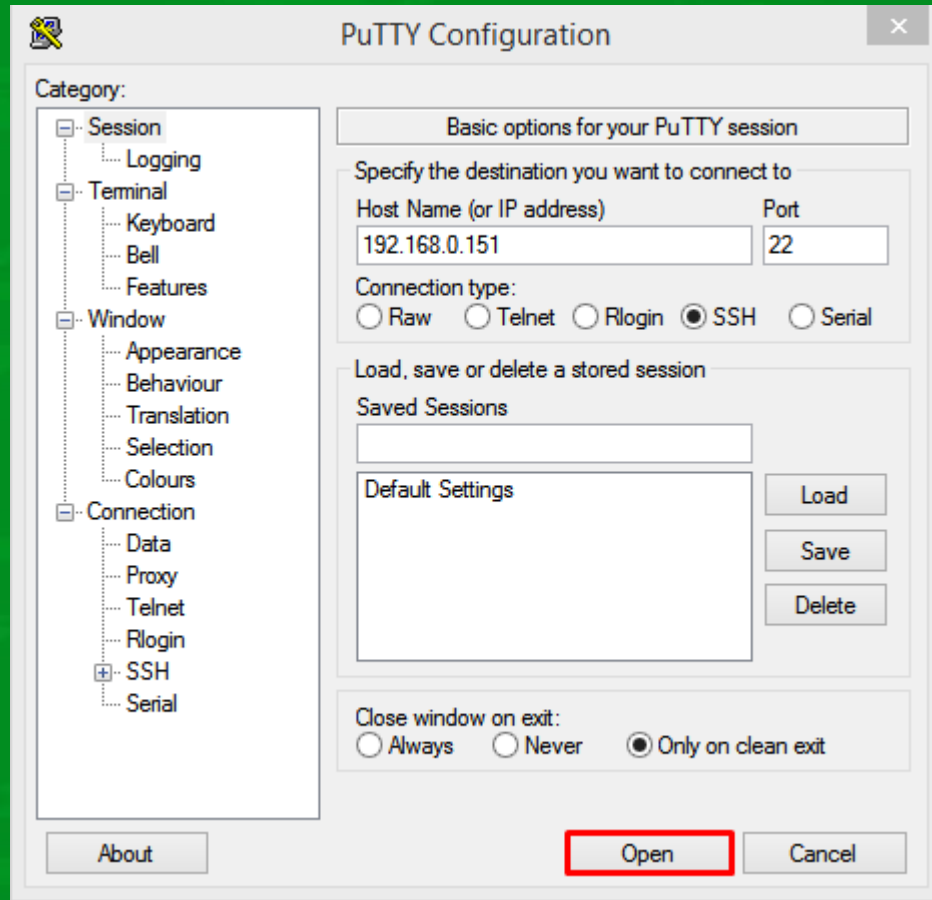 PuTTY Configuration
Category:
Session
Logging
Terminal
Keyboard
Bell
Features
Window
Appearance
Behaviour
Translation
Selection
Colours
Connection
Data
Proxy
Telnet
Rlogin
SSH
Serial
Basic options for your PuTTY session
Specify the destination you want to connect to
Host Name (or IP address) Port
192.168.0.151 22
Connection type:
Raw Telnet Rlogin SSH Serial
Load, save or delete a stored session
Saved Sessions
Default Settings
Load
Save
Delete
Close window on exit:
Always Never Only on clean exit
About Open Cancel